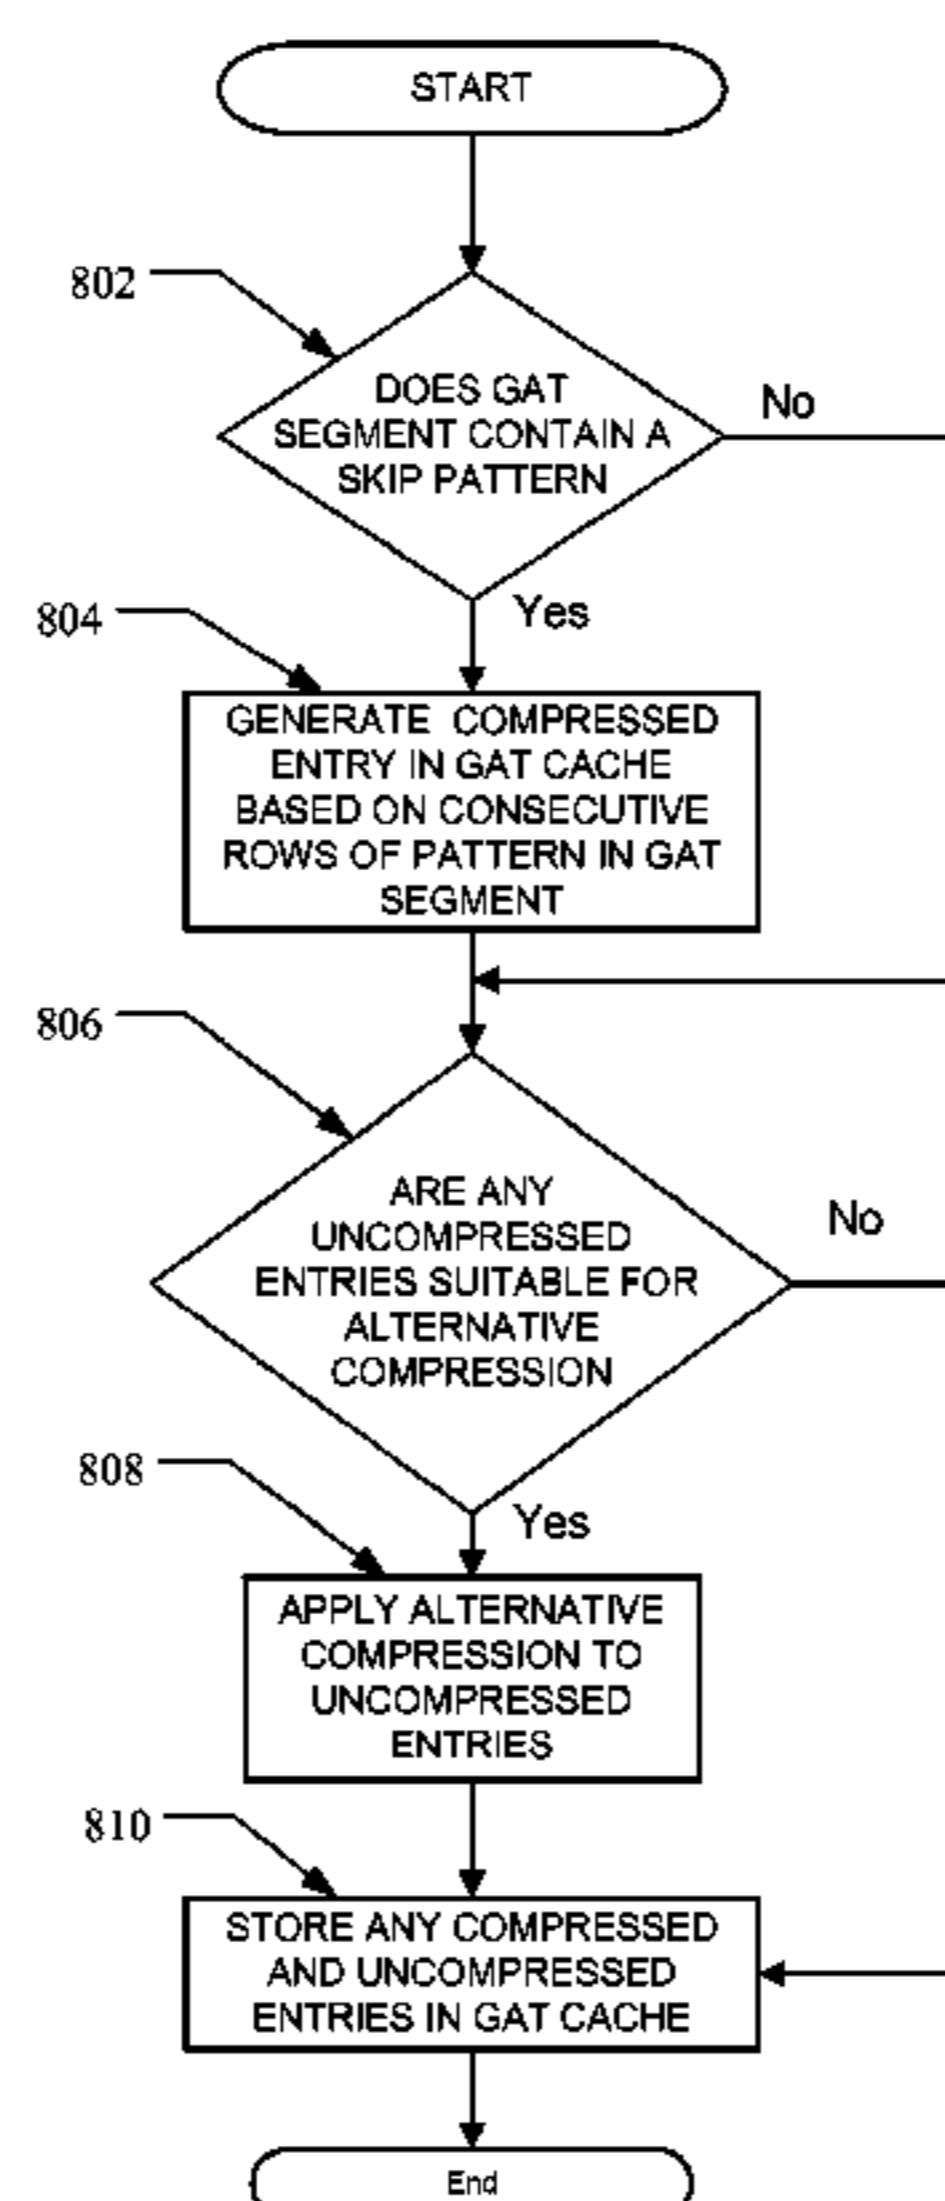 START
802
DOES GAT
SEGMENT CONTAIN A
SKIP PATTERN
No
Yes
804
GENERATE COMPRESSED
ENTRY IN GAT CACHE
BASED ON CONSECUTIVE
ROWS OF PATTERN IN GAT
SEGMENT
806
ARE ANY
UNCOMPRESSED
ENTRIES SUITABLE FOR
ALTERNATIVE
COMPRESSION
No
Yes
808
APPLY ALTERNATIVE
COMPRESSION TO
UNCOMPRESSED
ENTRIES
810
STORE ANY COMPRESSED
AND UNCOMPRESSED
ENTRIES IN GAT CACHE
End